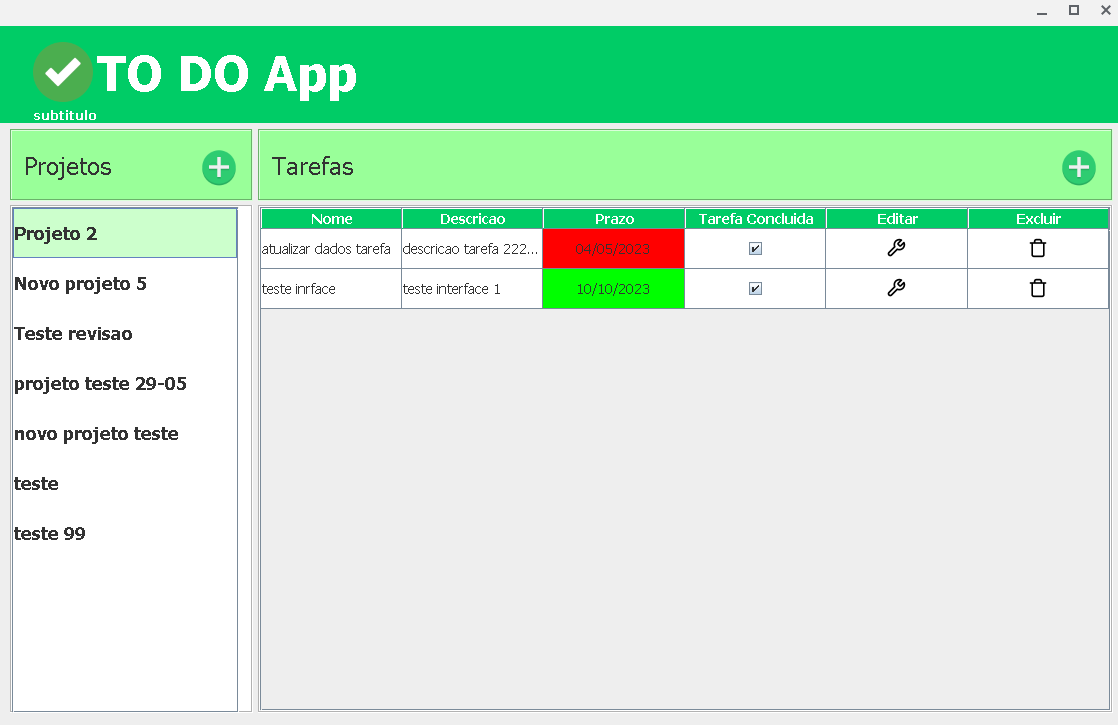 TO DO App
subtitulo
Projetos
Tarefas
Projeto 2
Novo projeto 5
Teste revisao
projeto teste 29-05
novo projeto teste
teste
teste 99
Nome Descricao Prazo Tarefa Concluida Editar Excluir
atualizar dados tarefa descricao tarefa 222... 04/05/2023
teste inrface teste interface 1 10/10/2023